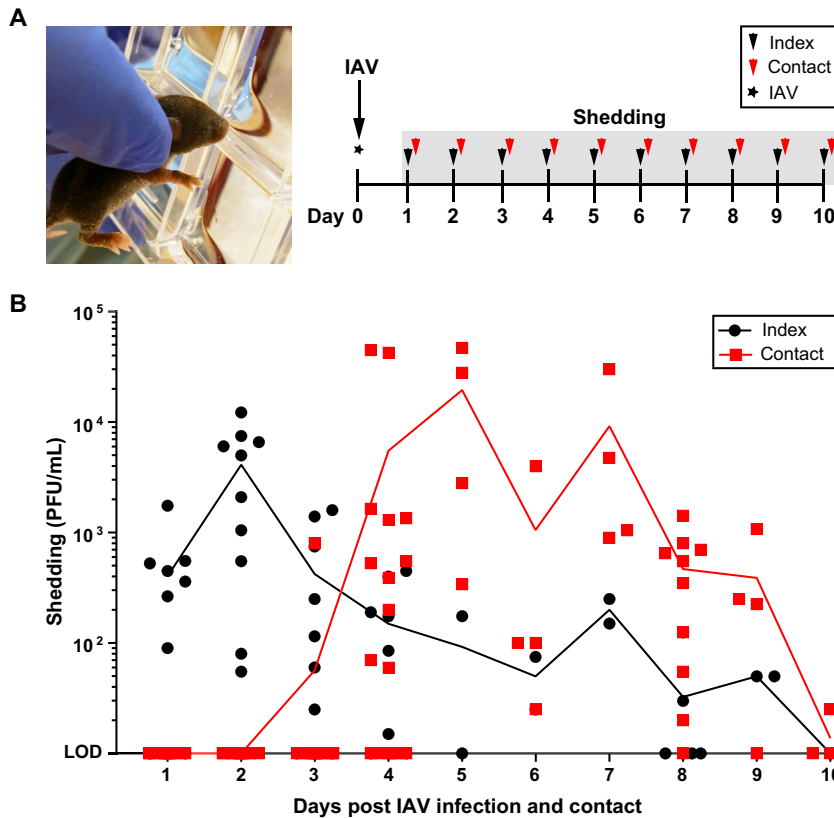 A
IAV
Index
Contact
IAV
Shedding
Day 0 1 2 3 4 5 6 7 8 9 10
B
10^5
10^4
10^3
10^2
LOD
Shedding (PFU/mL)
Index
Contact
1 2 3 4 5 6 7 8 9 10
Days post IAV infection and contact